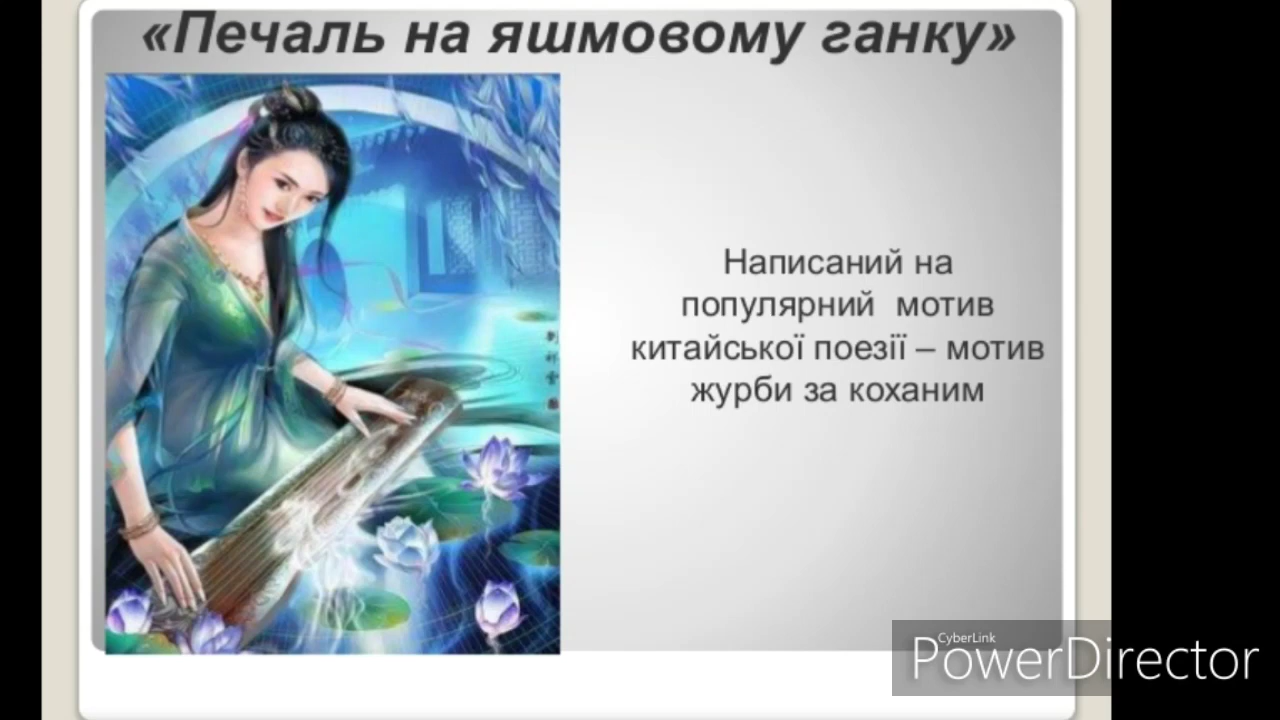 «Печаль на яшмовому ганку»
Написаний на
популярний мотив
китайської поезії – мотив
журби за коханим
CyberLink
PowerDirector